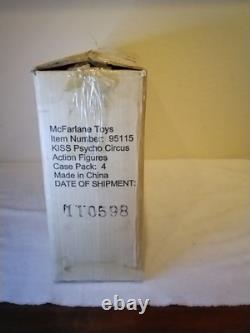 McFarlane Toys
Item Number: 95115
KISS Psycho Circus
Action Figures
Case Pack: 4
Made in China
DATE OF SHIPMENT:
1T0598